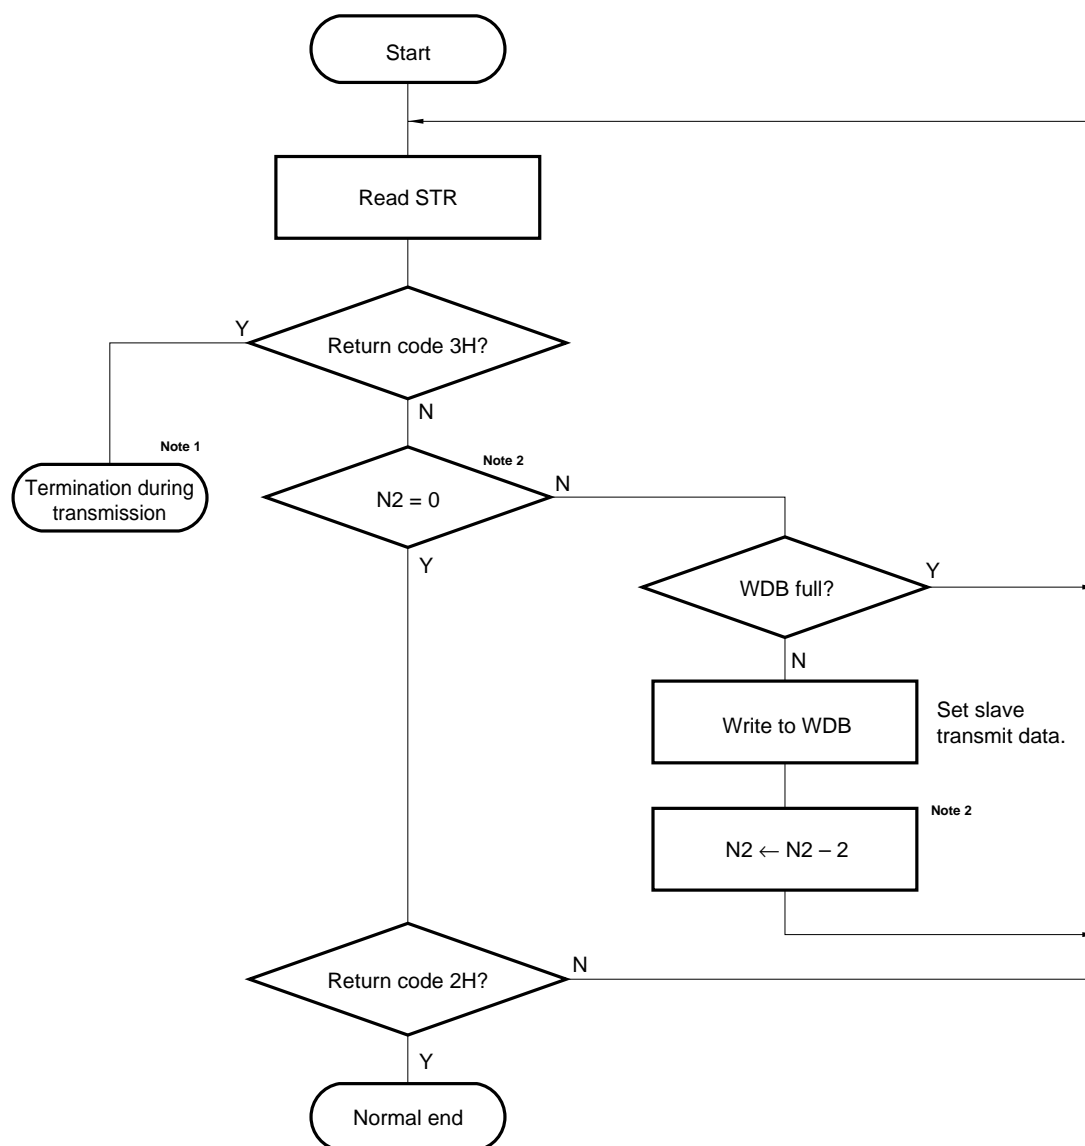 Start
Read STR
Y
Return code 3H?
N
Note 1
Termination during
transmission
Note 2
N2 = 0
N
Y
WDB full?
Y
N
Write to WDB
Set slave
transmit data.
Note 2
N2 ← N2 – 2
Return code 2H?
N
Y
Normal end